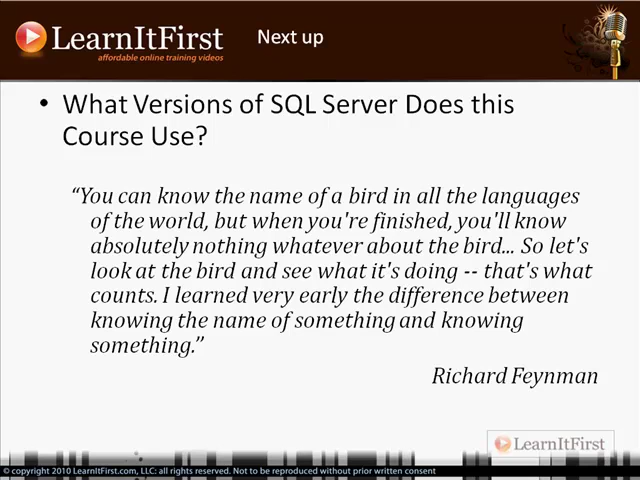 LearnItFirst
affordable online training videos
Next up
• What Versions of SQL Server Does this
Course Use?
“You can know the name of a bird in all the languages
of the world, but when you're finished, you'll know
absolutely nothing whatever about the bird... So let's
look at the bird and see what it's doing -- that's what
counts. I learned very early the difference between
knowing the name of something and knowing
something.”
Richard Feynman
LearnItFirst
© copyright 2010 LearnItFirst.com, LLC: all rights reserved. Not to be reproduced without prior written consent